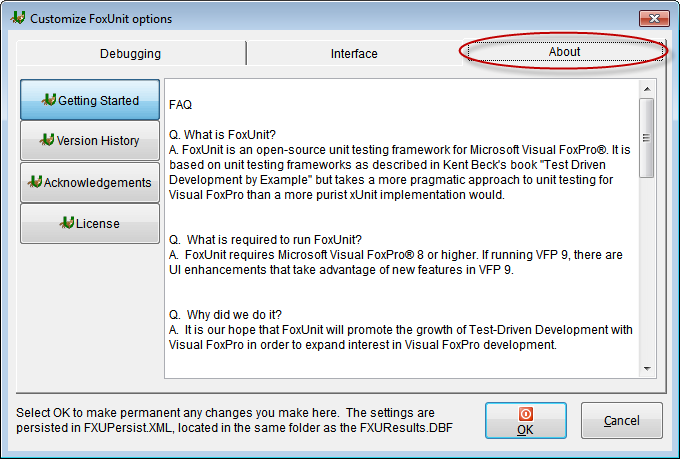 Customize FoxUnit options
Debugging
Interface
About
Getting Started
Version History
Acknowledgements
License
FAQ
Q. What is FoxUnit?
A. FoxUnit is an open-source unit testing framework for Microsoft Visual FoxPro®. It is
based on unit testing frameworks as described in Kent Beck's book "Test Driven
Development by Example" but takes a more pragmatic approach to unit testing for
Visual FoxPro than a more purist xUnit implementation would.
Q.  What is required to run FoxUnit?
A.  FoxUnit requires Microsoft Visual FoxPro® 8 or higher. If running VFP 9, there are
UI enhancements that take advantage of new features in VFP 9.
Q.  Why did we do it?
A.  It is our hope that FoxUnit will promote the growth of Test-Driven Development with
Visual FoxPro in order to expand interest in Visual FoxPro development.
Select OK to make permanent any changes you make here.  The settings are
persisted in FXUPersist.XML, located in the same folder as the FXUResults.DBF
OK
Cancel